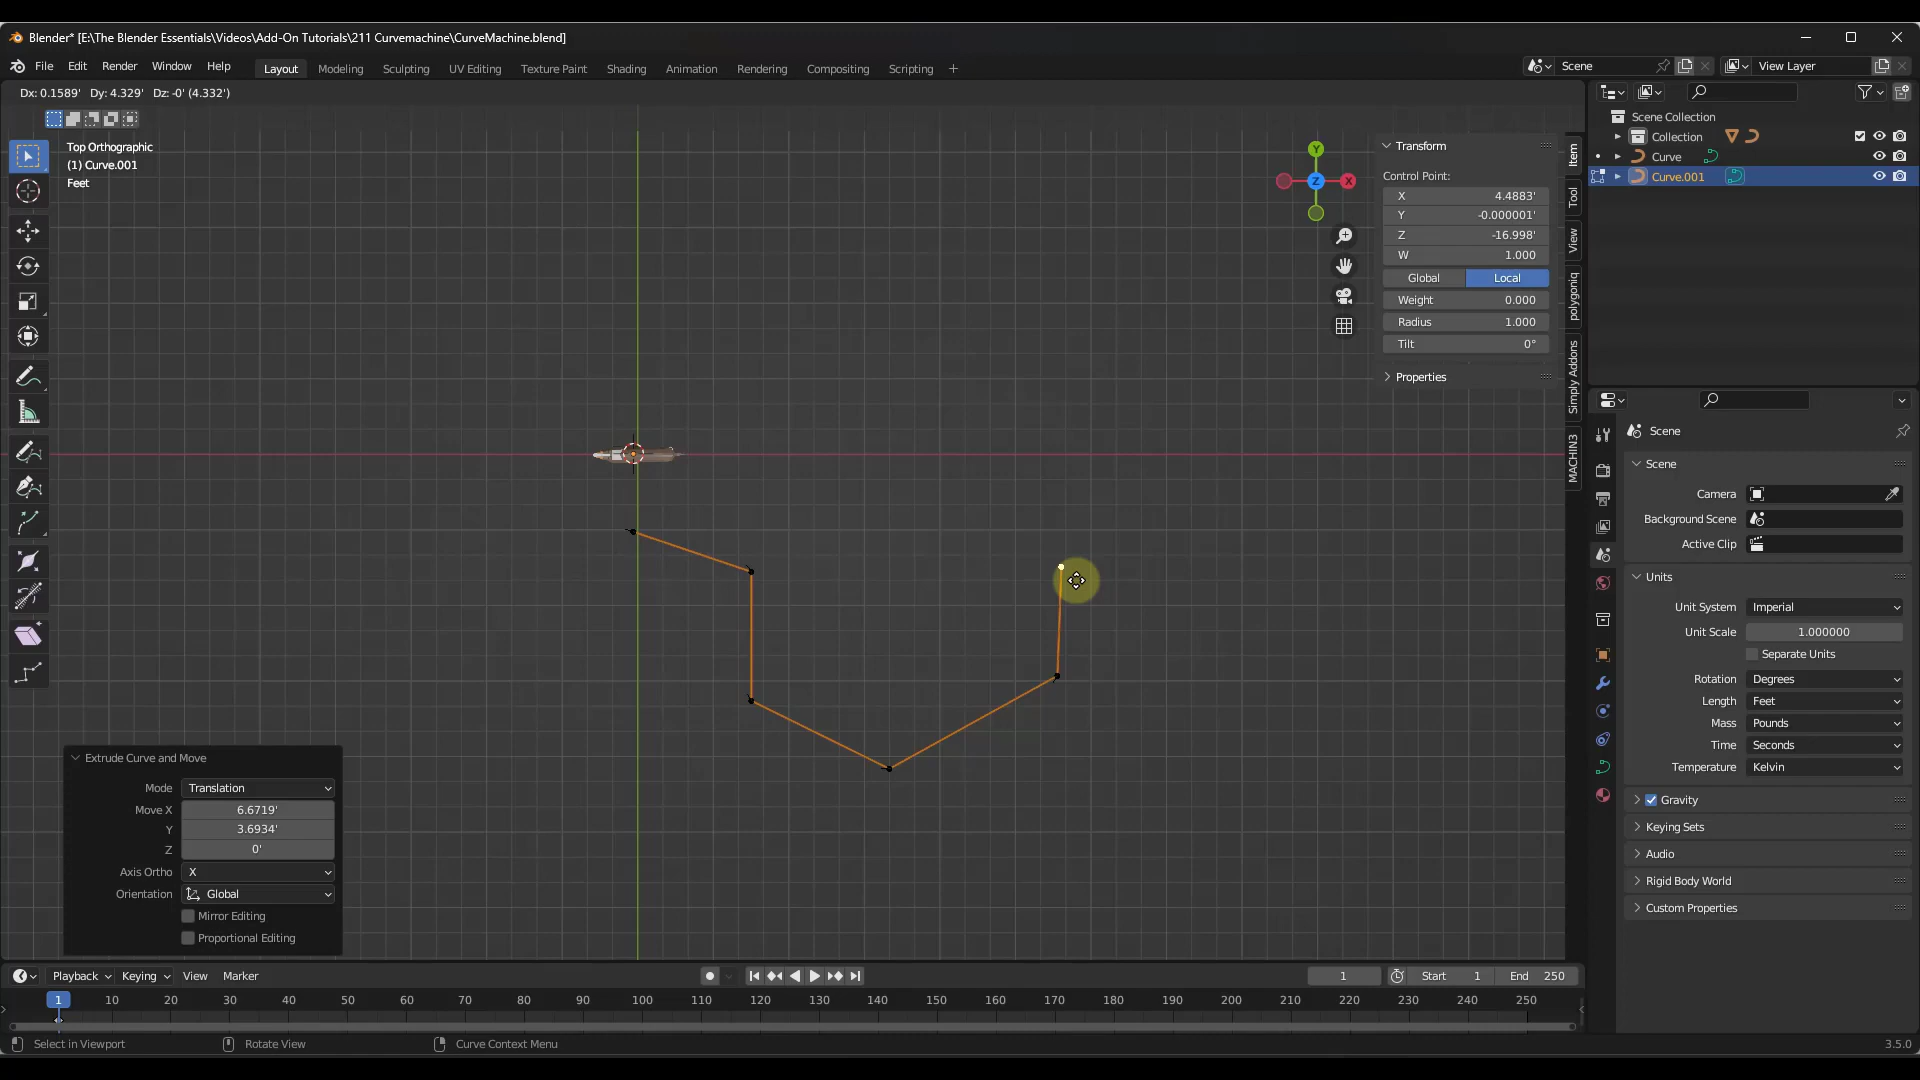 Blender* [E:\The Blender Essentials\Videos\Add-On Tutorials\211 Curvemachine\CurveMachine.blend]
File Edit Render Window Help Layout Modeling Sculpting UV Editing Texture Paint Shading Animation Rendering Compositing Scripting + Scene View Layer
Dx: 0.1589' Dy: 4.329' Dz: -0' (4.332')
Top Orthographic
(1) Curve.001
Feet
Y
X
Z
Transform
Control Point:
X 4.4883'
Y -0.000001'
Z -16.998'
W 1.000
Global Local
Weight 0.000
Radius 1.000
Tilt 0°
Properties
Item
Tool
View
polygoniq
Simply Addons
MACHIN3
Scene Collection
Collection
Curve
Curve.001
Scene
Scene
Camera
Background Scene
Active Clip
Units
Unit System Imperial
Unit Scale 1.000000
Separate Units
Rotation Degrees
Length Feet
Mass Pounds
Time Seconds
Temperature Kelvin
Gravity
Keying Sets
Audio
Rigid Body World
Custom Properties
Extrude Curve and Move
Mode Translation
Move X 6.6719'
Y 3.6934'
Z 0'
Axis Ortho X
Orientation Global
Mirror Editing
Proportional Editing
Playback Keying View Marker 1 Start 1 End 250
1 10 20 30 40 50 60 70 80 90 100 110 120 130 140 150 160 170 180 190 200 210 220 230 240 250
Select in Viewport Rotate View Curve Context Menu 3.5.0